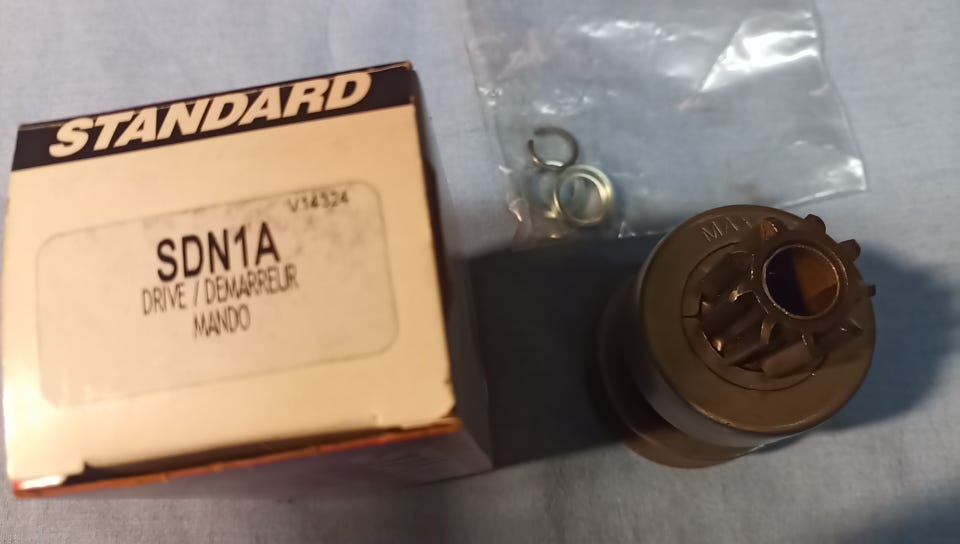 STANDARD
V14324
SDN1A
DRIVE / DEMARREUR
MANDO